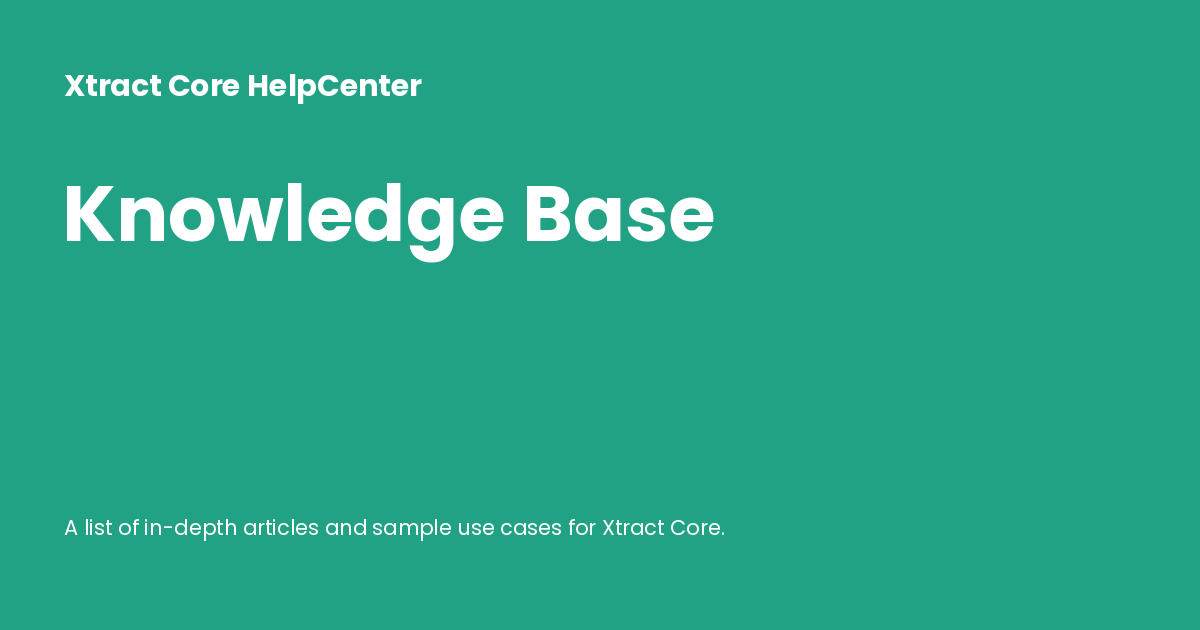 Xtract Core HelpCenter
Knowledge Base
A list of in-depth articles and sample use cases for Xtract Core.